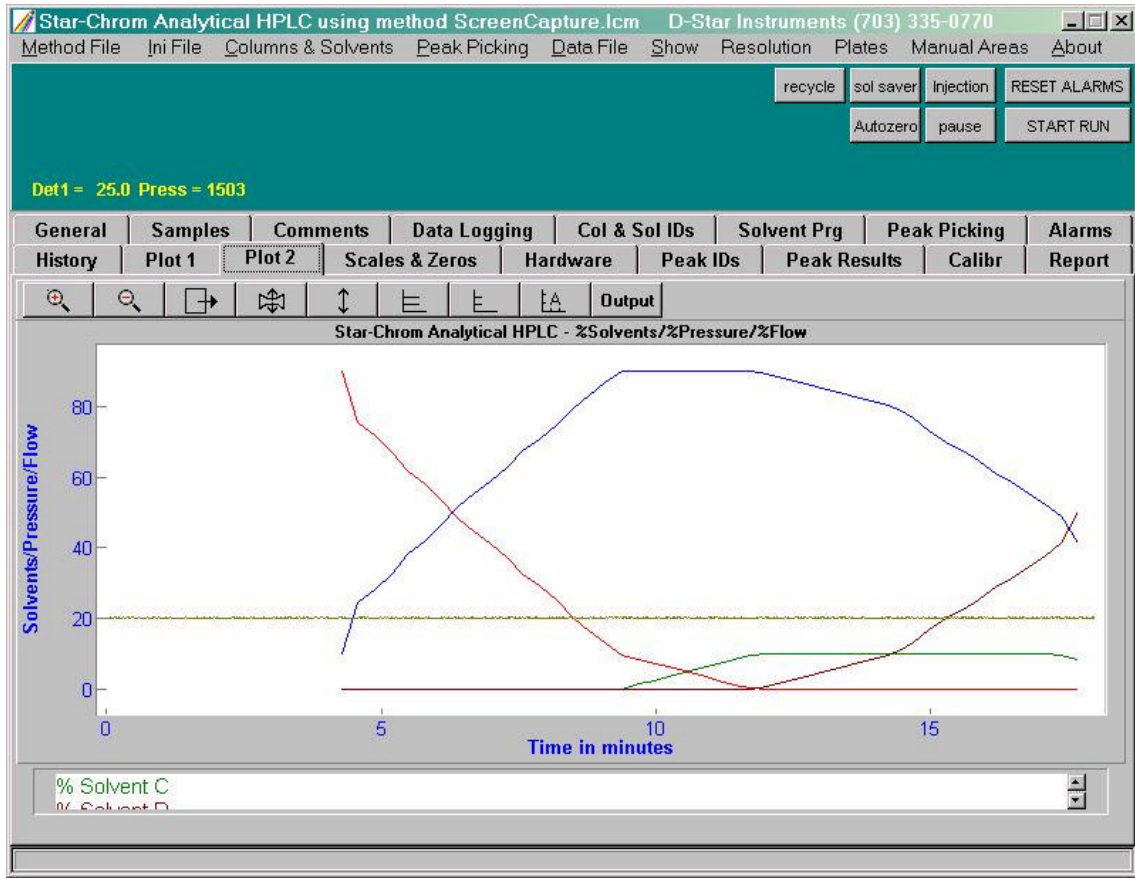 Star-Chrom Analytical HPLC using method ScreenCapture.lcm D-Star Instruments (703) 335-0770
Method File Ini File Columns & Solvents Peak Picking Data File Show Resolution Plates Manual Areas About
recycle sol saver Injection RESET ALARMS
Autozero pause START RUN
Det1 = 25.0 Press = 1503
General Samples Comments Data Logging Col & Sol IDs Solvent Prg Peak Picking Alarms
History Plot 1 Plot 2 Scales & Zeros Hardware Peak IDs Peak Results Calibr Report
A Output
Star-Chrom Analytical HPLC - %Solvents/%Pressure/%Flow
Solvents/Pressure/Flow
80
60
40
20
0
0 5 10 15
Time in minutes
% Solvent C
% Solvent D